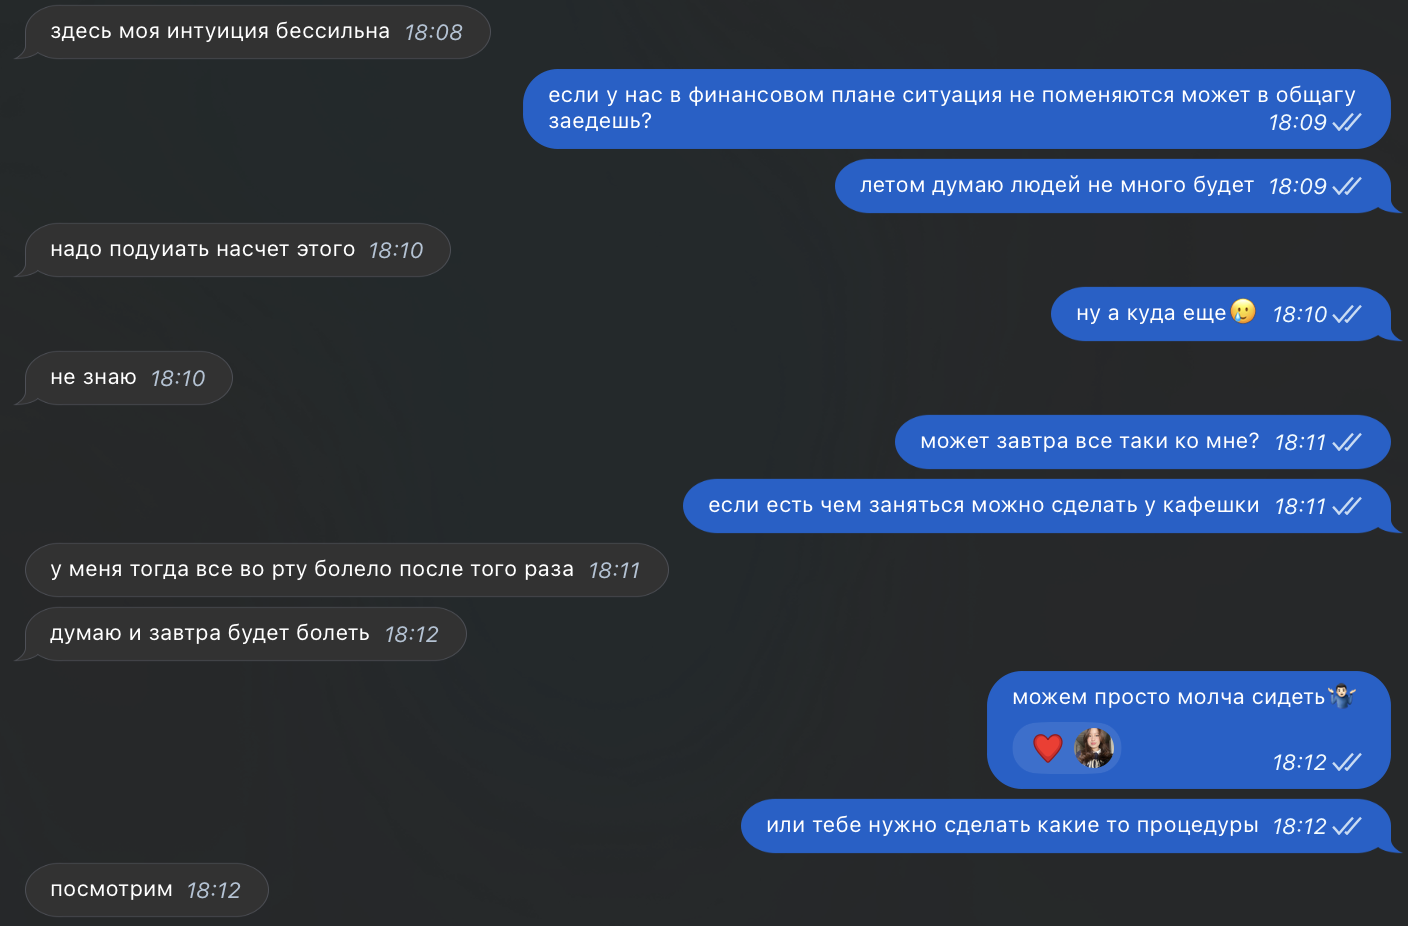 здесь моя интуиция бессильна 18:08
если у нас в финансовом плане ситуация не поменяются может в общагу
заедешь? 18:09
летом думаю людей не много будет 18:09
надо подуиать насчет этого 18:10
ну а куда еще🥲 18:10
не знаю 18:10
может завтра все таки ко мне? 18:11
если есть чем заняться можно сделать у кафешки 18:11
у меня тогда все во рту болело после того раза 18:11
думаю и завтра будет болеть 18:12
можем просто молча сидеть🤷🏻‍♂️
18:12
или тебе нужно сделать какие то процедуры 18:12
посмотрим 18:12